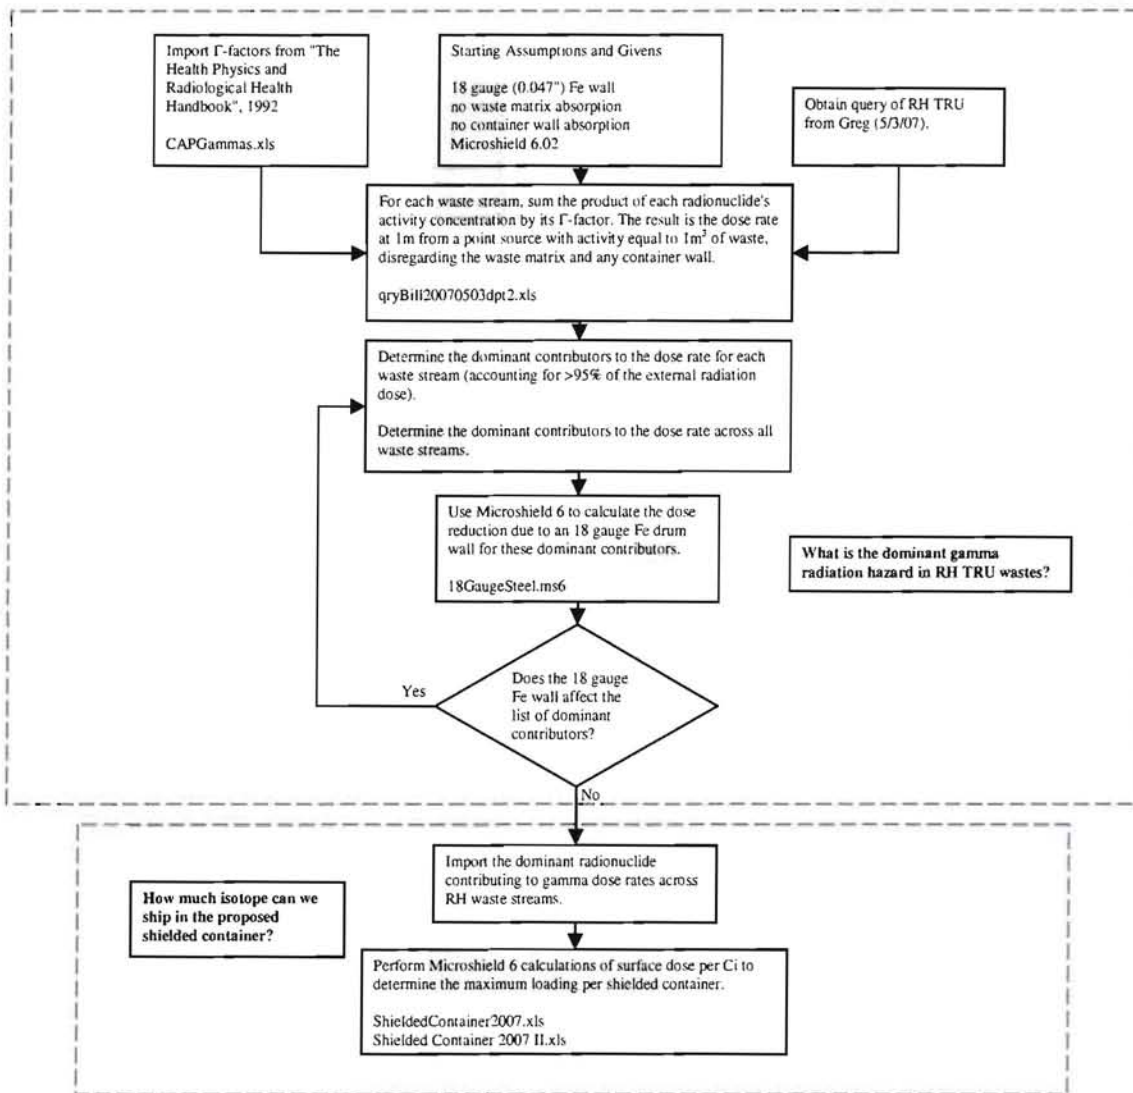 Import Γ-factors from "The
Health Physics and
Radiological Health
Handbook", 1992
CAPGammas.xls
Starting Assumptions and Givens
18 gauge (0.047") Fe wall
no waste matrix absorption
no container wall absorption
Microshield 6.02
Obtain query of RH TRU
from Greg (5/3/07).
For each waste stream, sum the product of each radionuclide's
activity concentration by its Γ-factor. The result is the dose rate
at 1m from a point source with activity equal to 1m³ of waste,
disregarding the waste matrix and any container wall.
qryBill20070503dpt2.xls
Determine the dominant contributors to the dose rate for each
waste stream (accounting for >95% of the external radiation
dose).
Determine the dominant contributors to the dose rate across all
waste streams.
Use Microshield 6 to calculate the dose
reduction due to an 18 gauge Fe drum
wall for these dominant contributors.
18GaugeSteel.ms6
What is the dominant gamma
radiation hazard in RH TRU wastes?
Does the 18 gauge
Fe wall affect the
list of dominant
contributors?
Yes
No
Import the dominant radionuclide
contributing to gamma dose rates across
RH waste streams.
How much isotope can we
ship in the proposed
shielded container?
Perform Microshield 6 calculations of surface dose per Ci to
determine the maximum loading per shielded container.
ShieldedContainer2007.xls
Shielded Container 2007 II.xls